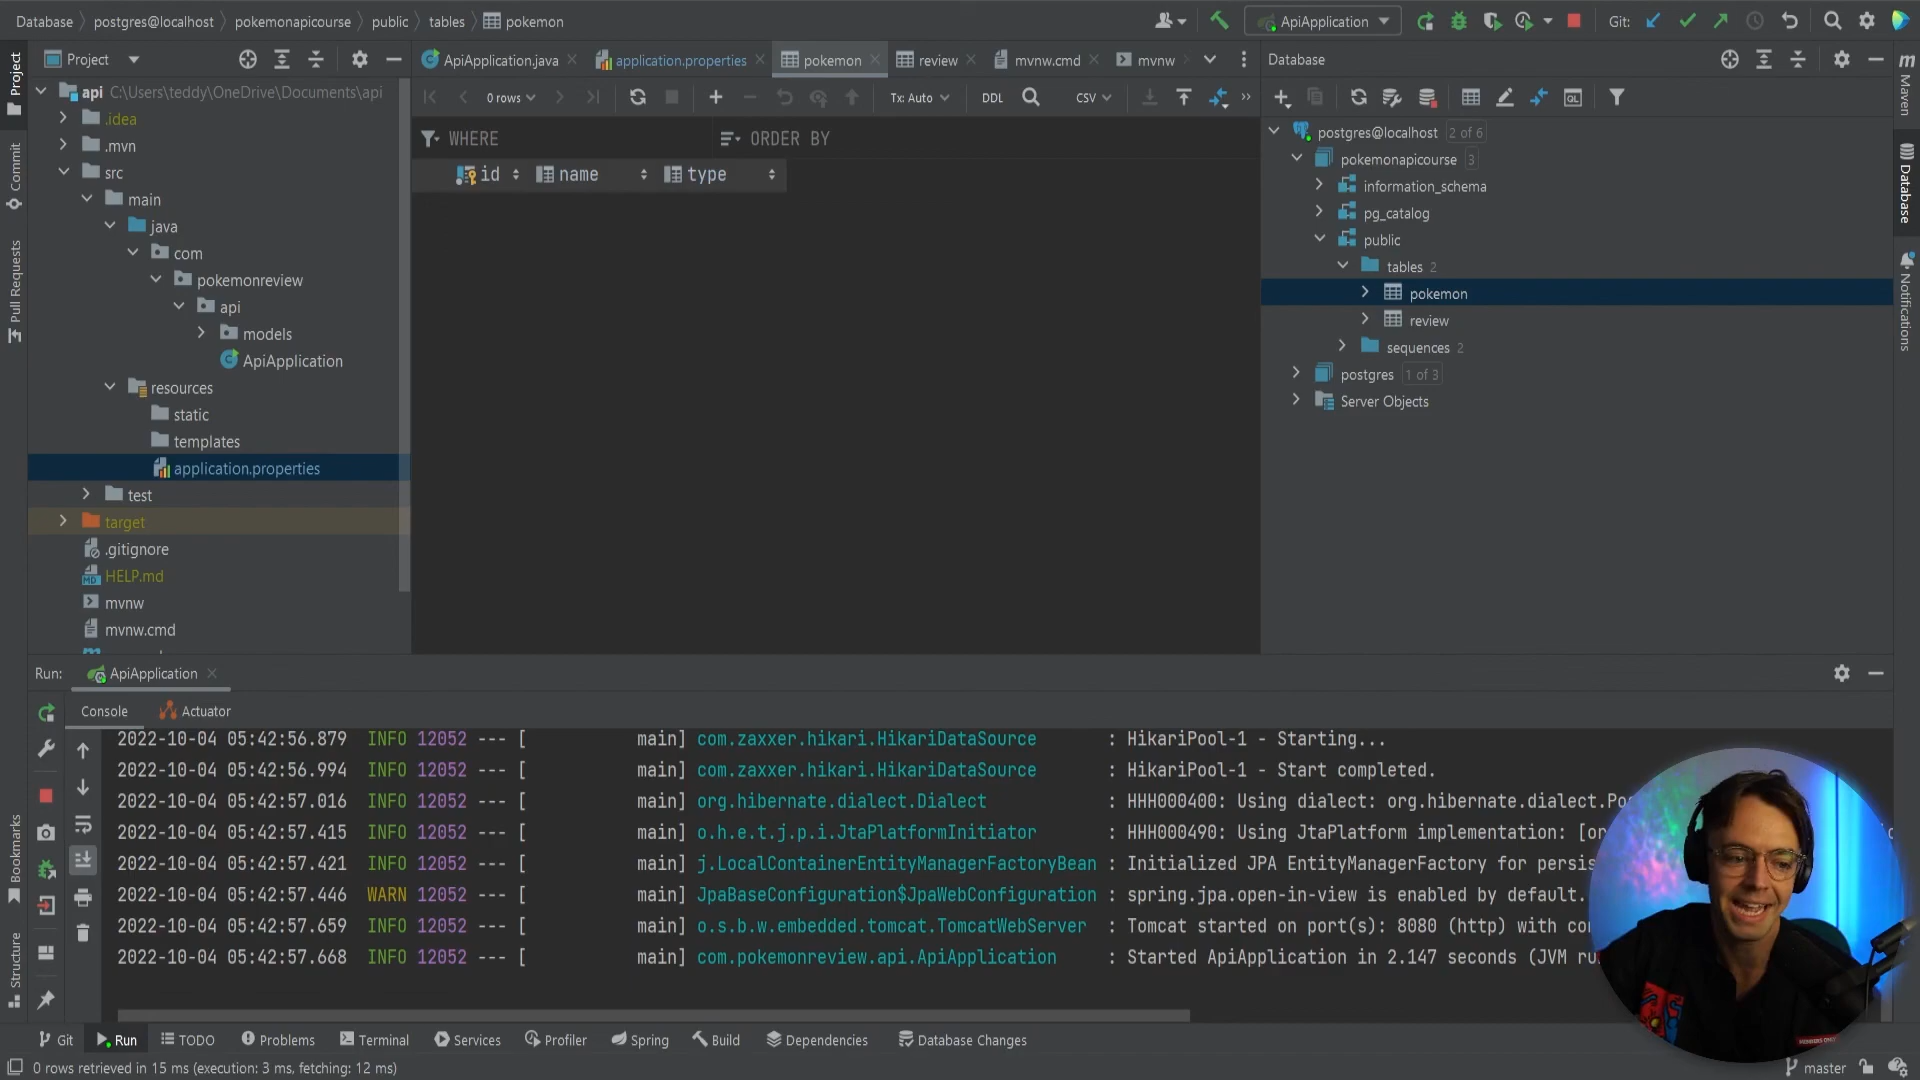 Database
postgres@localhost
pokemonapicourse
public
tables
pokemon
ApiApplication
Git:
Project
api C:\Users\teddy\OneDrive\Documents\api
.idea
.mvn
src
main
java
com
pokemonreview
api
models
ApiApplication
resources
static
templates
application.properties
test
target
.gitignore
HELP.md
mvnw
mvnw.cmd
Project
Commit
Pull Requests
Bookmarks
Structure
ApiApplication.java
application.properties
pokemon
review
mvnw.cmd
mvnw
0 rows
Tx: Auto
DDL
CSV
WHERE
ORDER BY
id
name
type
Database
postgres@localhost 2 of 6
pokemonapicourse 3
information_schema
pg_catalog
public
tables 2
pokemon
review
sequences 2
postgres 1 of 3
Server Objects
Maven
Database
Notifications
Run:
ApiApplication
Console
Actuator
2022-10-04 05:42:56.879 INFO 12052 --- [ main] com.zaxxer.hikari.HikariDataSource : HikariPool-1 - Starting...
2022-10-04 05:42:56.994 INFO 12052 --- [ main] com.zaxxer.hikari.HikariDataSource : HikariPool-1 - Start completed.
2022-10-04 05:42:57.016 INFO 12052 --- [ main] org.hibernate.dialect.Dialect : HHH000400: Using dialect: org.hibernate.dialect.Po
2022-10-04 05:42:57.415 INFO 12052 --- [ main] o.h.e.t.j.p.i.JtaPlatformInitiator : HHH000490: Using JtaPlatform implementation: [or
2022-10-04 05:42:57.421 INFO 12052 --- [ main] j.LocalContainerEntityManagerFactoryBean : Initialized JPA EntityManagerFactory for persis
2022-10-04 05:42:57.446 WARN 12052 --- [ main] JpaBaseConfiguration$JpaWebConfiguration : spring.jpa.open-in-view is enabled by default.
2022-10-04 05:42:57.659 INFO 12052 --- [ main] o.s.b.w.embedded.tomcat.TomcatWebServer : Tomcat started on port(s): 8080 (http) with co
2022-10-04 05:42:57.668 INFO 12052 --- [ main] com.pokemonreview.api.ApiApplication : Started ApiApplication in 2.147 seconds (JVM ru
Git
Run
TODO
Problems
Terminal
Services
Profiler
Spring
Build
Dependencies
Database Changes
0 rows retrieved in 15 ms (execution: 3 ms, fetching: 12 ms)
master